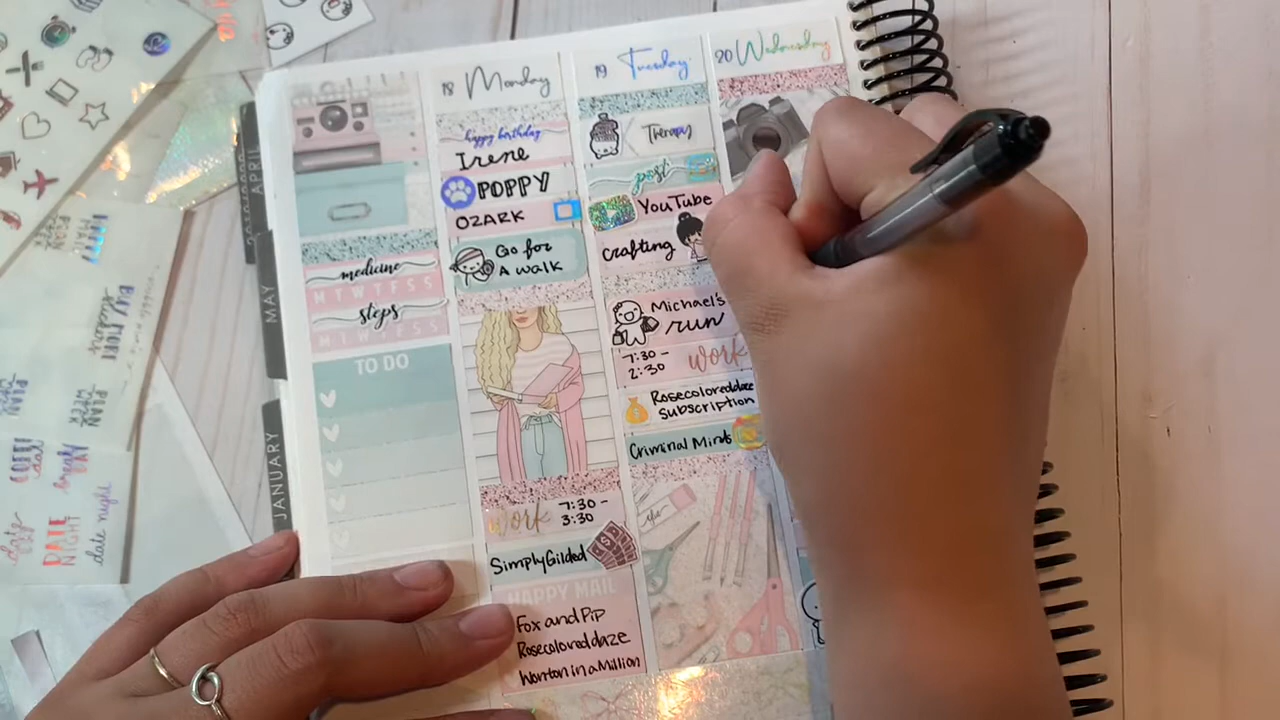 18 Monday
happy birthday
Irene
POPPY
OZARK
Go for
A walk
work 7:30-
3:30
SimplyGilded
HAPPY MAIL
Fox and Pip
Rosecoloreddaze
Wonton in a Million
19 Tuesday
Therapy
post
YouTube
crafting
Michael's
run
7:30-
2:30
work
Rosecoloreddaze
subscription
Criminal Minds
20 Wednesday
medicine
M T W T F S S
steps
M T W T F S S
TO DO
APRIL
MAY
JANUARY
PLAN
WEEK
DATE
NIGHT
date night